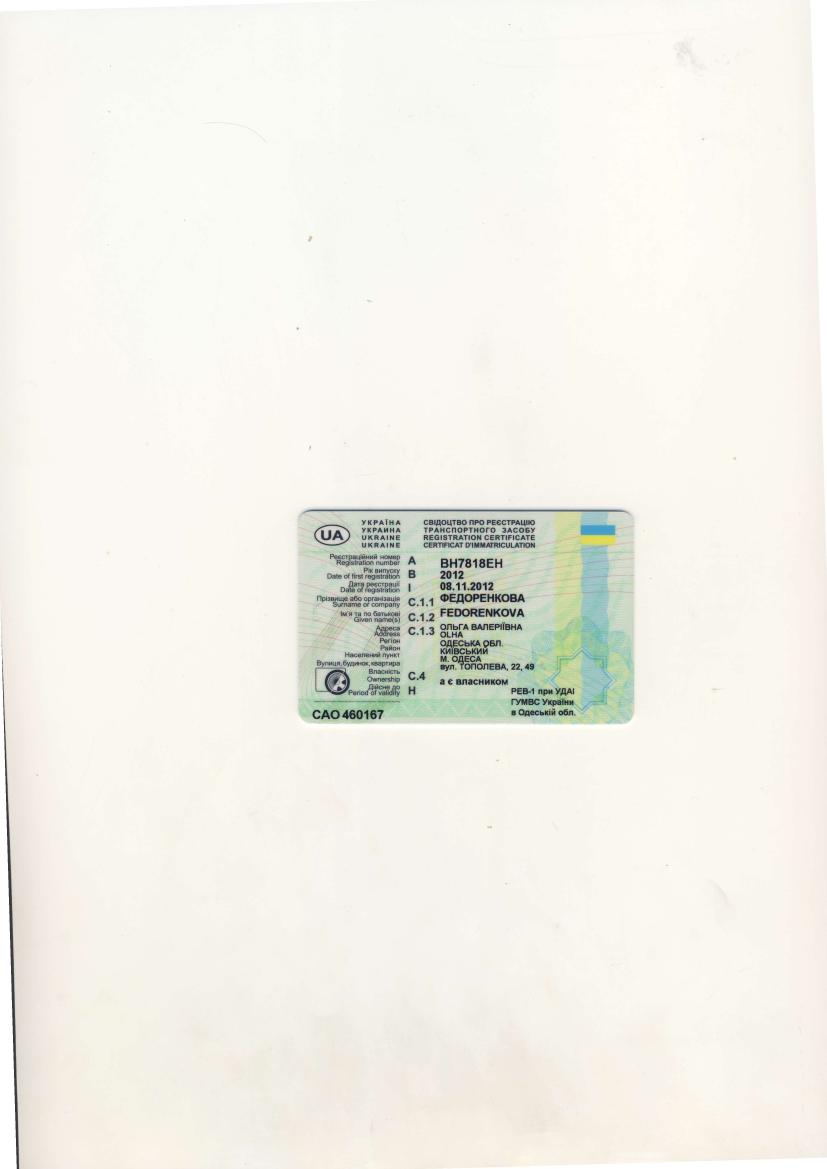 UA
УКРАЇНА
УКРАИНА
UKRAINE
UKRAINE
СВІДОЦТВО ПРО РЕЄСТРАЦІЮ
ТРАНСПОРТНОГО ЗАСОБУ
REGISTRATION CERTIFICATE
CERTIFICAT D'IMMATRICULATION
Реєстраційний номер
Registration number A BH7818EH
Рік випуску
Date of first registration B 2012
Дата реєстрації
Date of registration I 08.11.2012
Прізвище або організація
Surname or company C.1.1 ФЕДОРЕНКОВА
FEDORENKOVA
Ім'я та по батькові
Given name(s) C.1.2 ОЛЬГА ВАЛЕРІЇВНА
OLHA
Адреса
Address C.1.3
Регіон ОДЕСЬКА ОБЛ.
Район КИЇВСЬКИЙ
Населений пункт М. ОДЕСА
Вулиця, будинок, квартира вул. ТОПОЛЕВА, 22, 49
Власність
Ownership C.4 а є власником
Дійсне до
Period of validity H
РЕВ-1 при УДАІ
ГУМВС України
в Одеській обл.
САО 460167